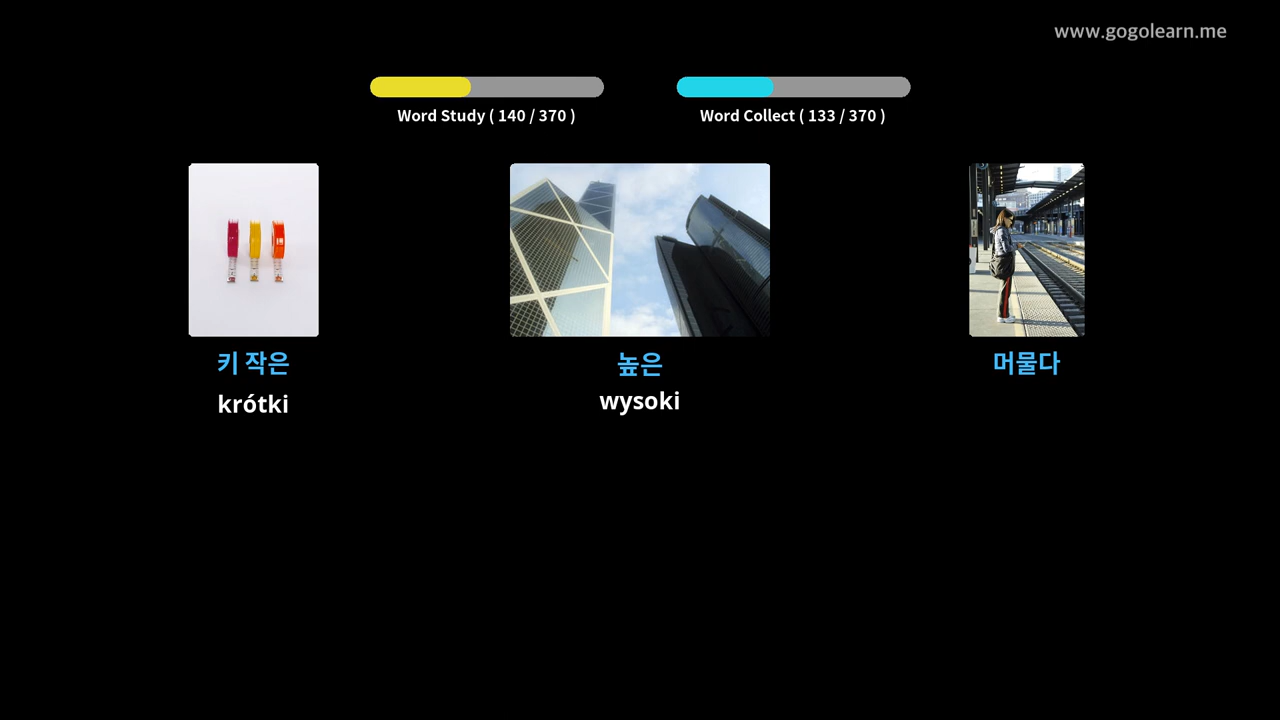 www.gogolearn.me
Word Study ( 140 / 370 )
Word Collect ( 133 / 370 )
키 작은
높은
머물다
krótki
wysoki